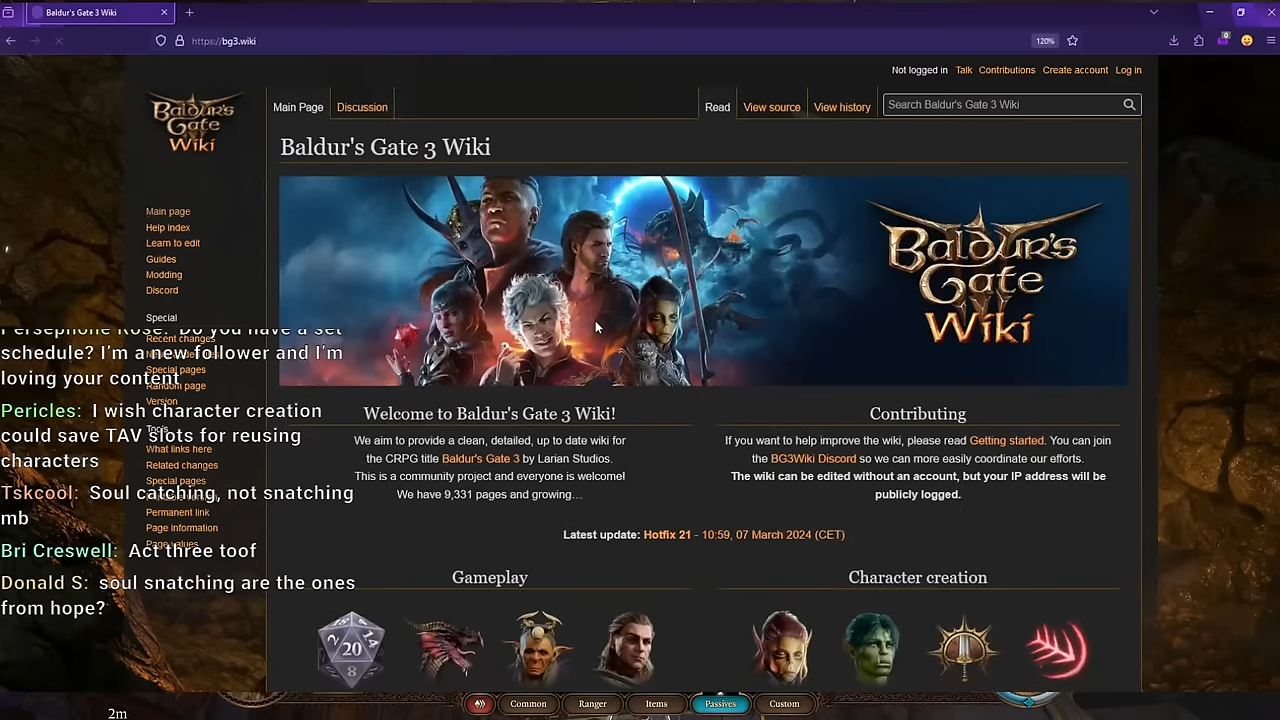 Baldur's Gate 3 Wiki
https://bg3.wiki
120%
0
Not logged in Talk Contributions Create account Log in
Baldur's
Gate
Wiki
Main Page Discussion Read View source View history Search Baldur's Gate 3 Wiki
Baldur's Gate 3 Wiki
Baldur's
Gate
Wiki
Main page
Help index
Learn to edit
Guides
Modding
Discord
Special
Recent changes
Special pages
Random page
Version
Tools
What links here
Related changes
Special pages
Permanent link
Page information
Page values
Persephone Rose: Do you have a set
schedule? I'm a new follower and I'm
loving your content
Pericles: I wish character creation
could save TAV slots for reusing
characters
Tskcool: Soul catching, not snatching
mb
Bri Creswell: Act three toof
Donald S: soul snatching are the ones
from hope?
Welcome to Baldur's Gate 3 Wiki!
We aim to provide a clean, detailed, up to date wiki for
the CRPG title Baldur's Gate 3 by Larian Studios.
This is a community project and everyone is welcome!
We have 9,331 pages and growing…
Contributing
If you want to help improve the wiki, please read Getting started. You can join
the BG3Wiki Discord so we can more easily coordinate our efforts.
The wiki can be edited without an account, but your IP address will be
publicly logged.
Latest update: Hotfix 21 - 10:59, 07 March 2024 (CET)
Gameplay
Character creation
20
2
14
8
Common Ranger Items Passives Custom
2m